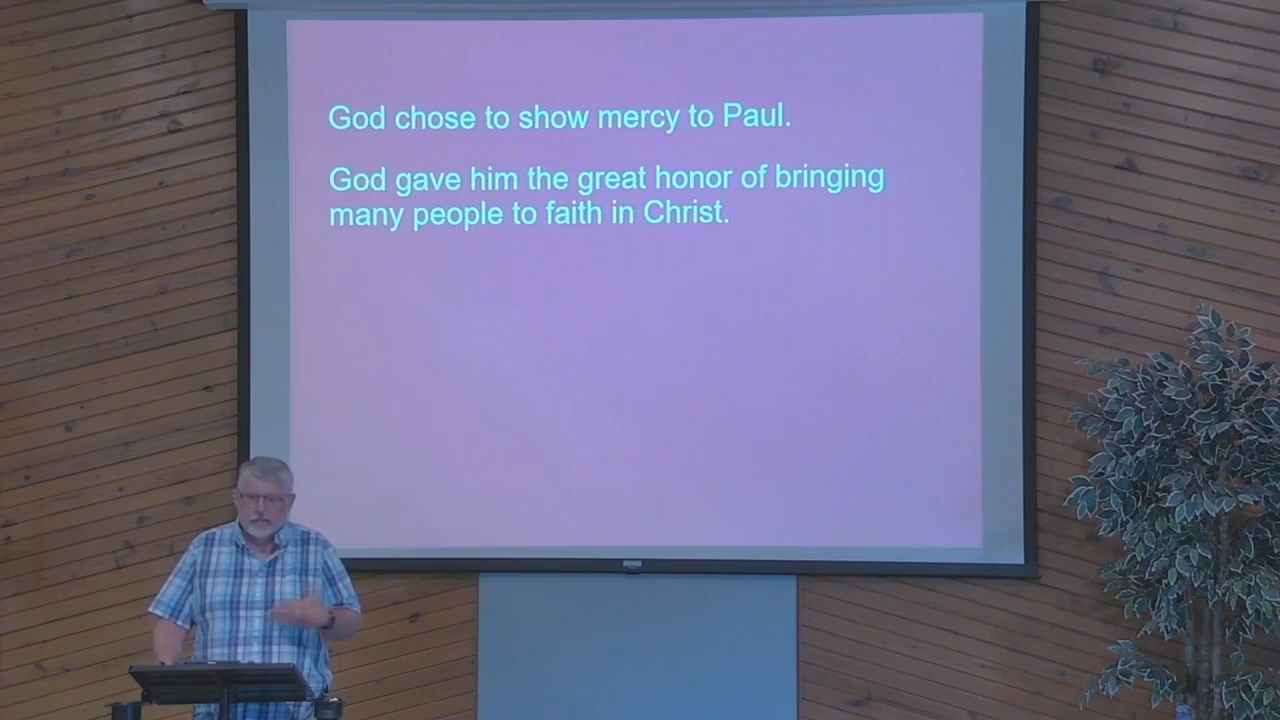 God chose to show mercy to Paul.
God gave him the great honor of bringing
many people to faith in Christ.